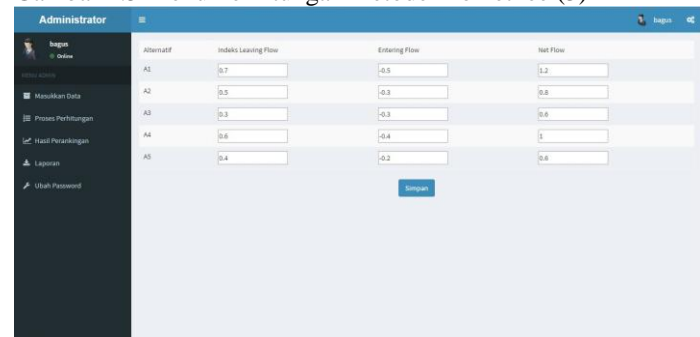 Administrator
bagus
bagus
Online
MENU ADMIN
Masukkan Data
Proses Perhitungan
Hasil Perankingan
Laporan
Ubah Password
Alternatif Indeks Leaving Flow Entering Flow Net Flow
A1 0.7 -0.5 1.2
A2 0.5 -0.3 0.8
A3 0.3 -0.3 0.6
A4 0.6 -0.4 1
A5 0.4 -0.2 0.6
Simpan